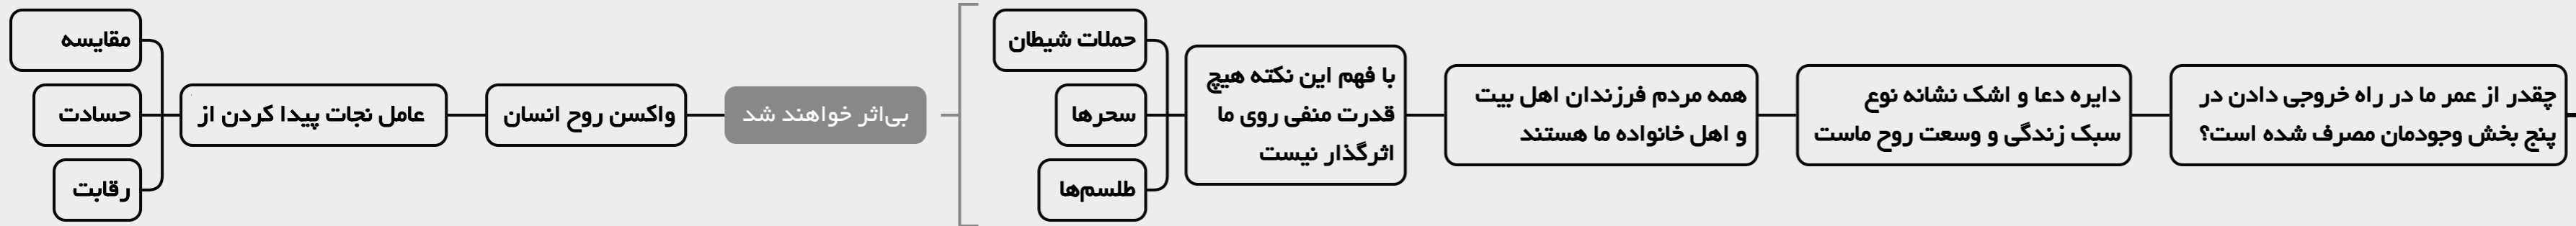 چقدر از عمر ما در راه خروجی دادن در
پنج بخش وجودمان مصرف شده است؟
دایره دعا و اشک نشانه نوع
سبک زندگی و وسعت روح ماست
همه مردم فرزندان اهل بیت
و اهل خانواده ما هستند
با فهم این نکته هیچ
قدرت منفی روی ما
اثرگذار نیست
حملات شیطان
سحرها
طلسم‌ها
بی‌اثر خواهند شد
واکسن روح انسان
عامل نجات پیدا کردن از
مقایسه
حسادت
رقابت